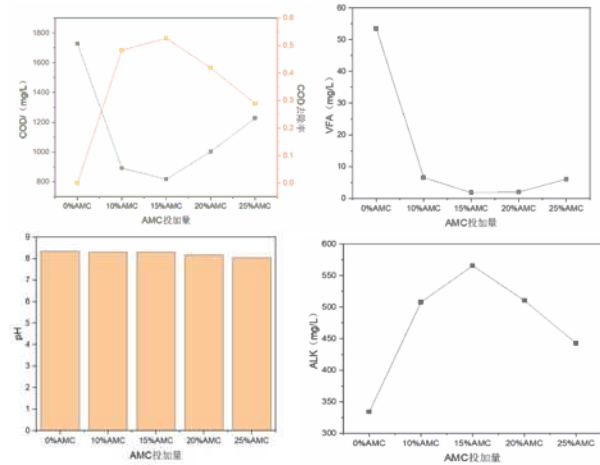 1800
1600
1400
1200
1000
800
COD/（mg/L）
0.6
0.5
0.4
0.3
0.2
0.1
0.0
COD去除率
0%AMC 10%AMC 15%AMC 20%AMC 25%AMC
AMC投加量
60
50
40
30
20
10
0
VFA（mg/L）
0%AMC 10%AMC 15%AMC 20%AMC 25%AMC
AMC投加量
9
8
7
6
5
4
3
2
1
0
pH
0%AMC 10%AMC 15%AMC 20%AMC 25%AMC
AMC投加量
600
550
500
450
400
350
300
ALK（mg/L）
0%AMC 10%AMC 15%AMC 20%AMC 25%AMC
AMC投加量